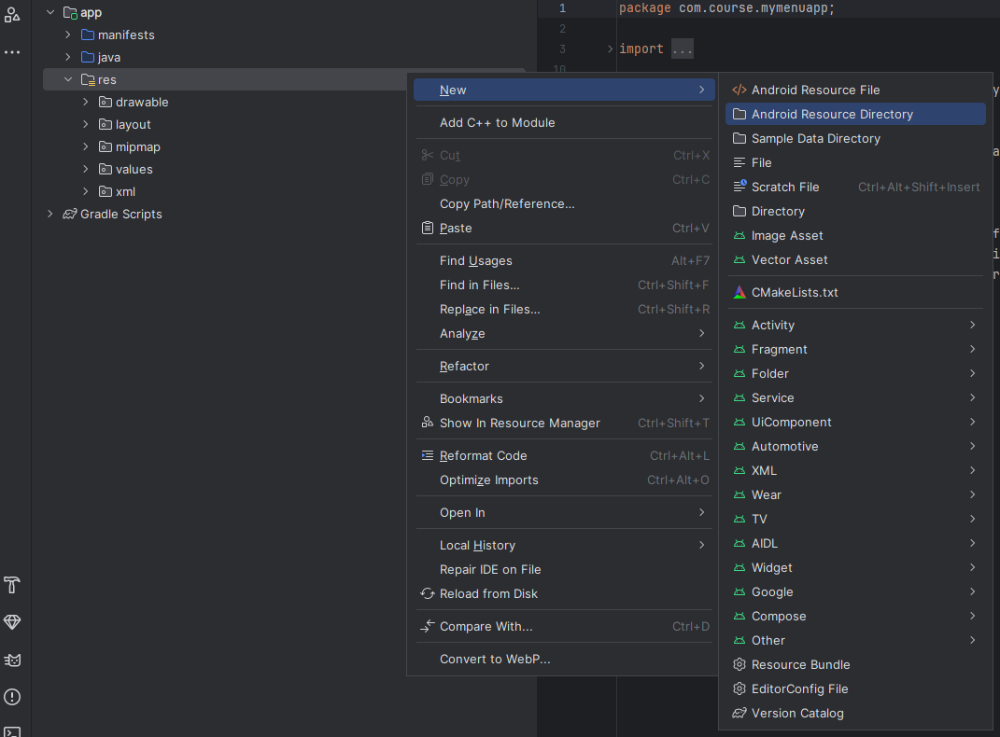 app
manifests
java
res
drawable
layout
mipmap
values
xml
Gradle Scripts
1 package com.course.mymenuapp;
2
3 import ...
10
New
Add C++ to Module
Cut Ctrl+X
Copy Ctrl+C
Copy Path/Reference...
Paste Ctrl+V
Find Usages Alt+F7
Find in Files... Ctrl+Shift+F
Replace in Files... Ctrl+Shift+R
Analyze
Refactor
Bookmarks
Show In Resource Manager Ctrl+Shift+T
Reformat Code Ctrl+Alt+L
Optimize Imports Ctrl+Alt+O
Open In
Local History
Repair IDE on File
Reload from Disk
Compare With... Ctrl+D
Convert to WebP...
Android Resource File
Android Resource Directory
Sample Data Directory
File
Scratch File Ctrl+Alt+Shift+Insert
Directory
Image Asset
Vector Asset
CMakeLists.txt
Activity
Fragment
Folder
Service
UiComponent
Automotive
XML
Wear
TV
AIDL
Widget
Google
Compose
Other
Resource Bundle
EditorConfig File
Version Catalog